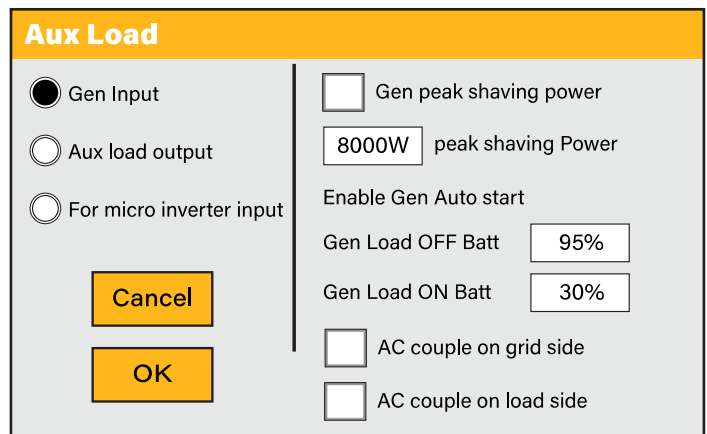 Aux Load
Gen Input
Aux load output
For micro inverter input
Cancel
OK
Gen peak shaving power
8000W peak shaving Power
Enable Gen Auto start
Gen Load OFF Batt 95%
Gen Load ON Batt 30%
AC couple on grid side
AC couple on load side